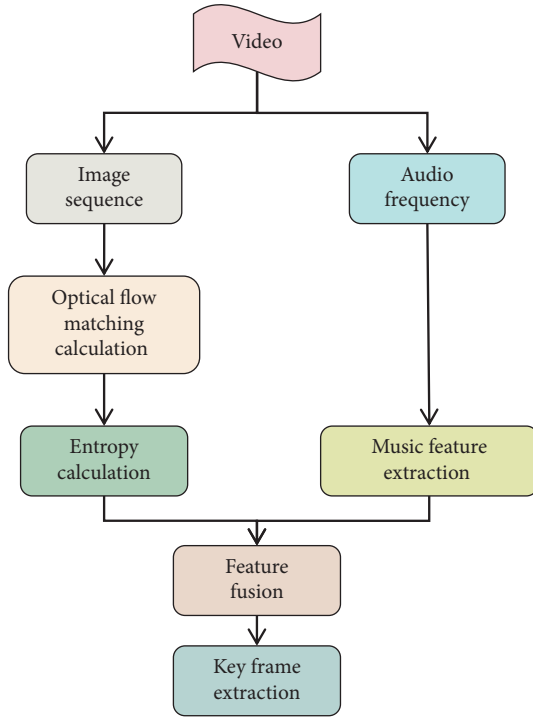 Video
Image
sequence
Audio
frequency
Optical flow
matching
calculation
Entropy
calculation
Music feature
extraction
Feature
fusion
Key frame
extraction